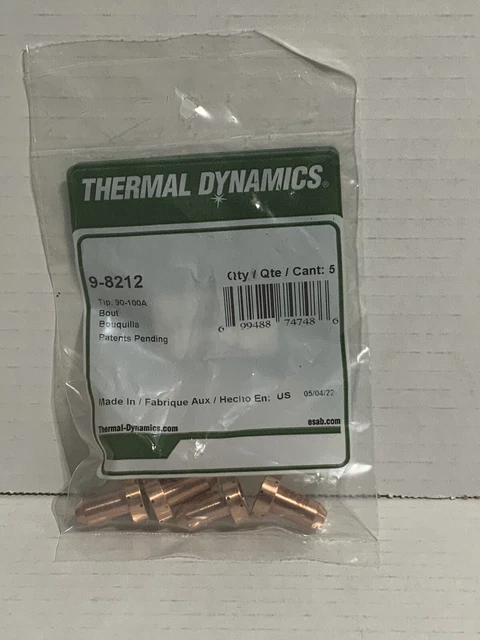 THERMAL DYNAMICS®
9-8212
Qty / Qte / Cant: 5
Tip, 90-100A
Bout
Boquilla
Patents Pending
6 99488 74748 6
Made In / Fabrique Aux / Hecho En: US 05/04/22
Thermal-Dynamics.com
esab.com